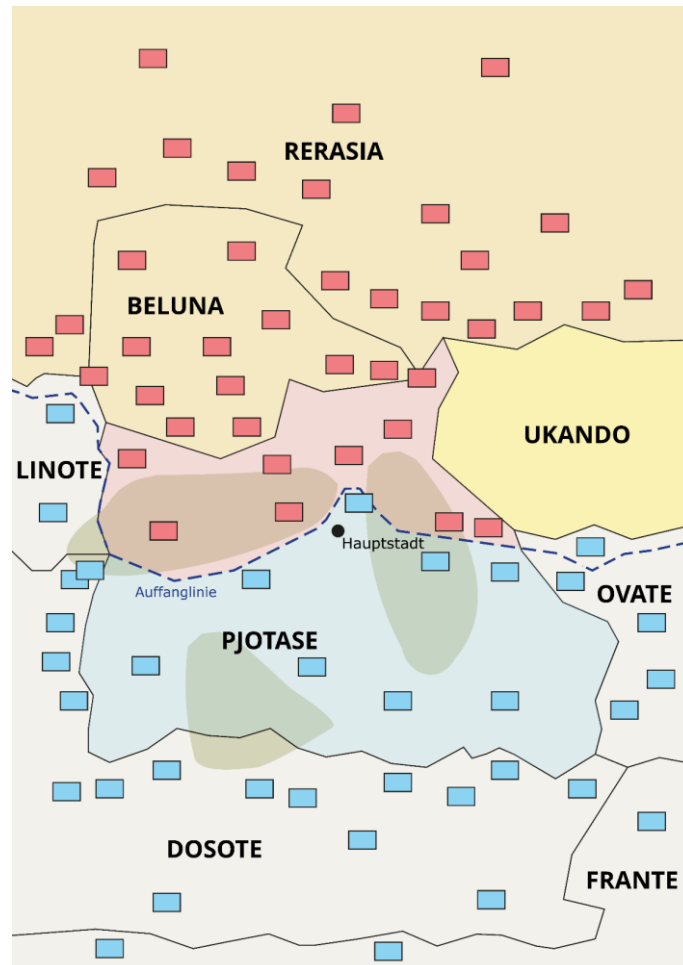 RERASIA
BELUNA
UKANDO
LINOTE
Hauptstadt
Auffanglinie
OVATE
PJOTASE
DOSOTE
FRANTE